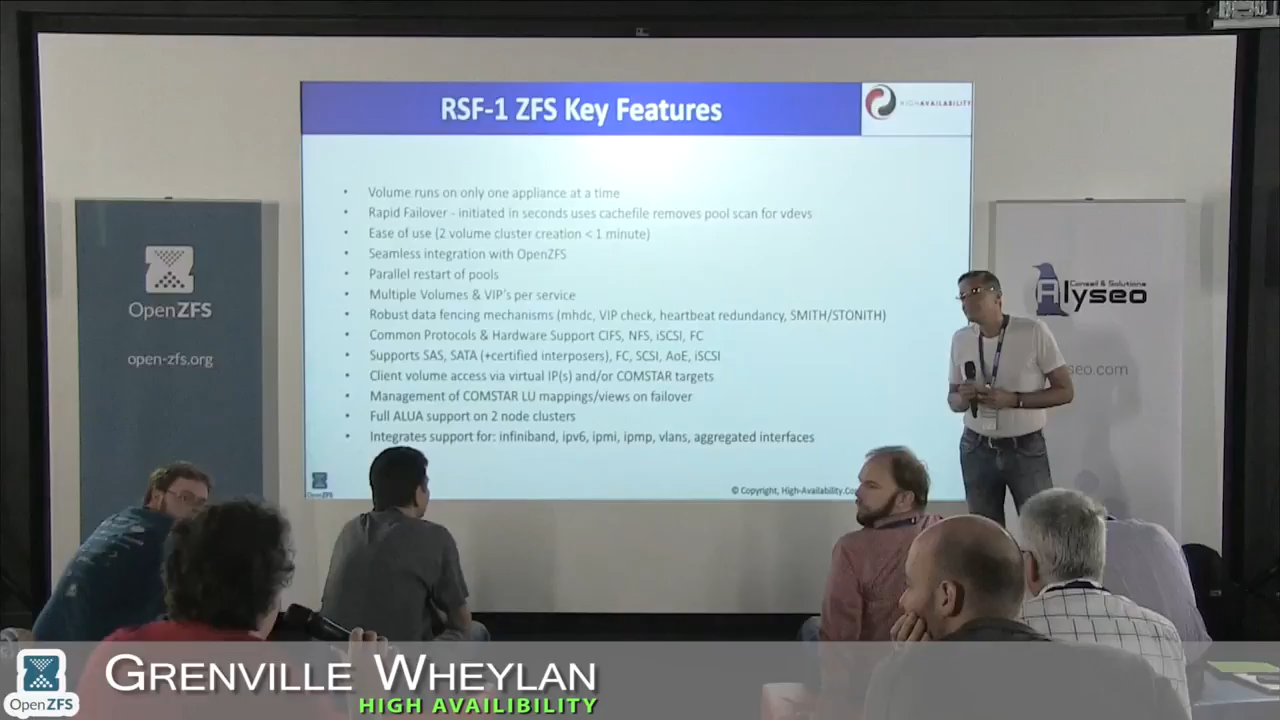 RSF-1 ZFS Key Features
HIGHAVAILABILITY
• Volume runs on only one appliance at a time
• Rapid Failover - initiated in seconds uses cachefile removes pool scan for vdevs
• Ease of use (2 volume cluster creation < 1 minute)
• Seamless integration with OpenZFS
• Parallel restart of pools
• Multiple Volumes & VIP's per service
• Robust data fencing mechanisms (mhdc, VIP check, heartbeat redundancy, SMITH/STONITH)
• Common Protocols & Hardware Support CIFS, NFS, iSCSI, FC
• Supports SAS, SATA (+certified interposers), FC, SCSI, AoE, iSCSI
• Client volume access via virtual IP(s) and/or COMSTAR targets
• Management of COMSTAR LU mappings/views on failover
• Full ALUA support on 2 node clusters
• Integrates support for: infiniband, ipv6, ipmi, ipmp, vlans, aggregated interfaces
OpenZFS
© Copyright, High-Availability.Co
OpenZFS
open-zfs.org
Conseil & Solutions
Alyseo
seo.com
GRENVILLE WHEYLAN
HIGH AVAILIBILITY
OpenZFS